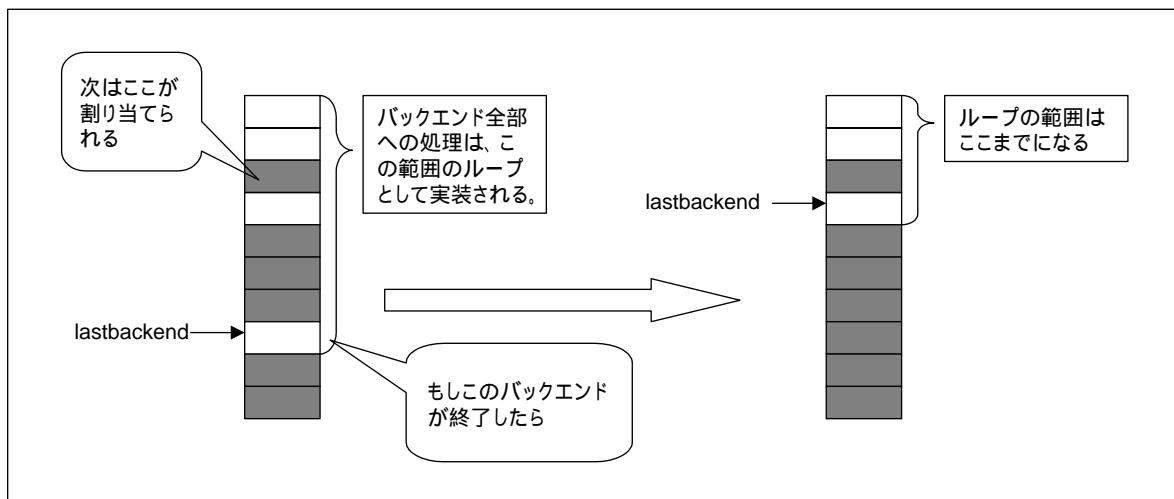 次はここが
割り当てら
れる
バックエンド全部
への処理は、こ
の範囲のループ
として実装される。
lastbackend
もしこのバックエンド
が終了したら
ループの範囲は
ここまでになる
lastbackend